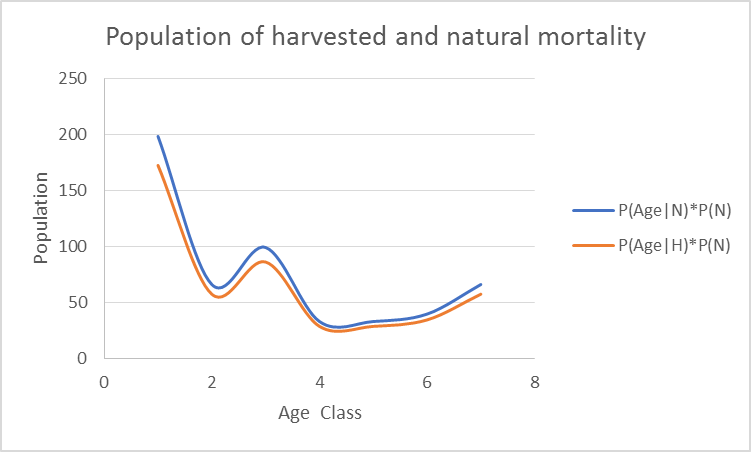 Population of harvested and natural mortality
250
200
150
100
50
0
Population
0 2 4 6 8
Age Class
P(Age|N)*P(N)
P(Age|H)*P(N)